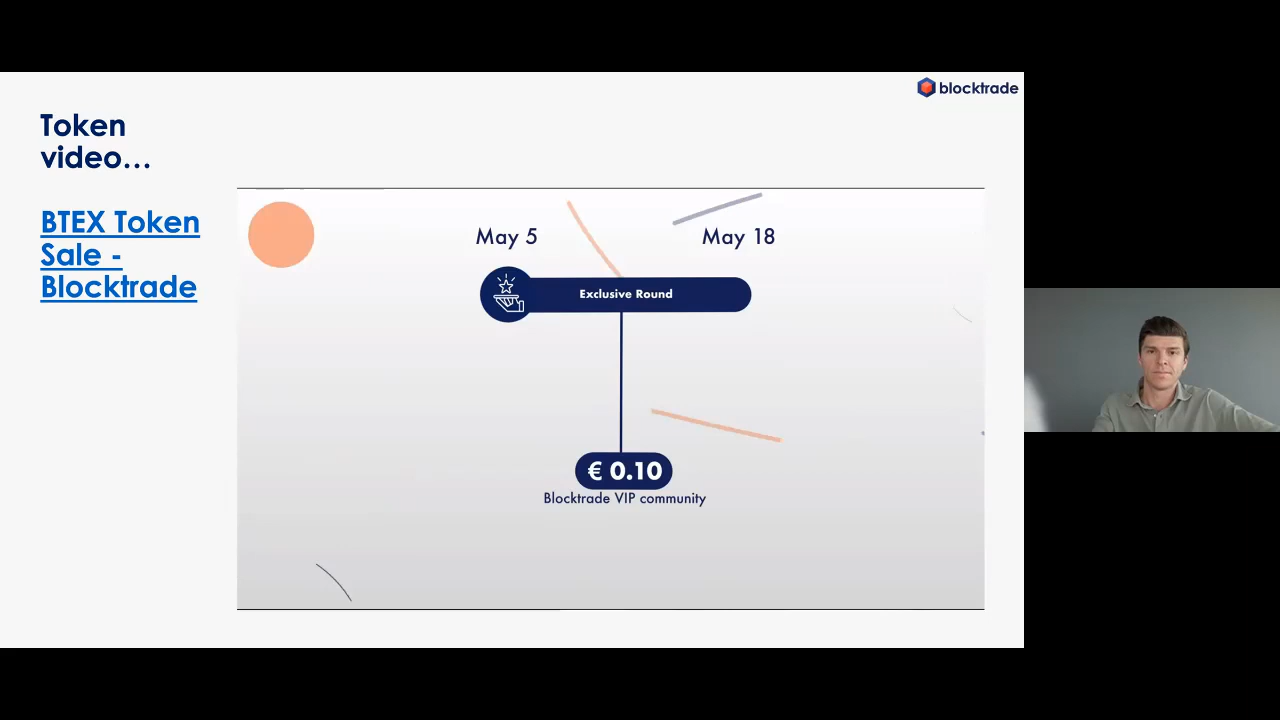 blocktrade
Token
video...
BTEX Token
Sale -
Blocktrade
May 5
May 18
Exclusive Round
€ 0.10
Blocktrade VIP community